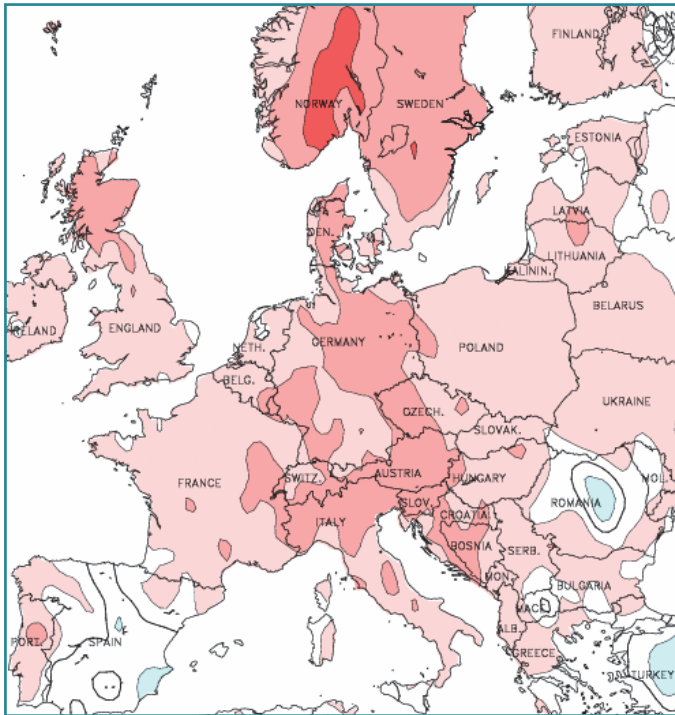 FINLAND
NORWAY
SWEDEN
ESTONIA
LATVIA
DEN.
LITHUANIA
KALININ.
BELARUS
IRELAND
ENGLAND
NETH.
GERMANY
POLAND
BELG.
UKRAINE
CZECH.
SLOVAK.
FRANCE
SWITZ.
AUSTRIA
HUNGARY
MOL.
ROMANIA
SLOV.
CROATIA
ITALY
BOSNIA
SERB.
MON.
BULGARIA
MACE.
PORT.
SPAIN
ALB.
GREECE
TURKEY